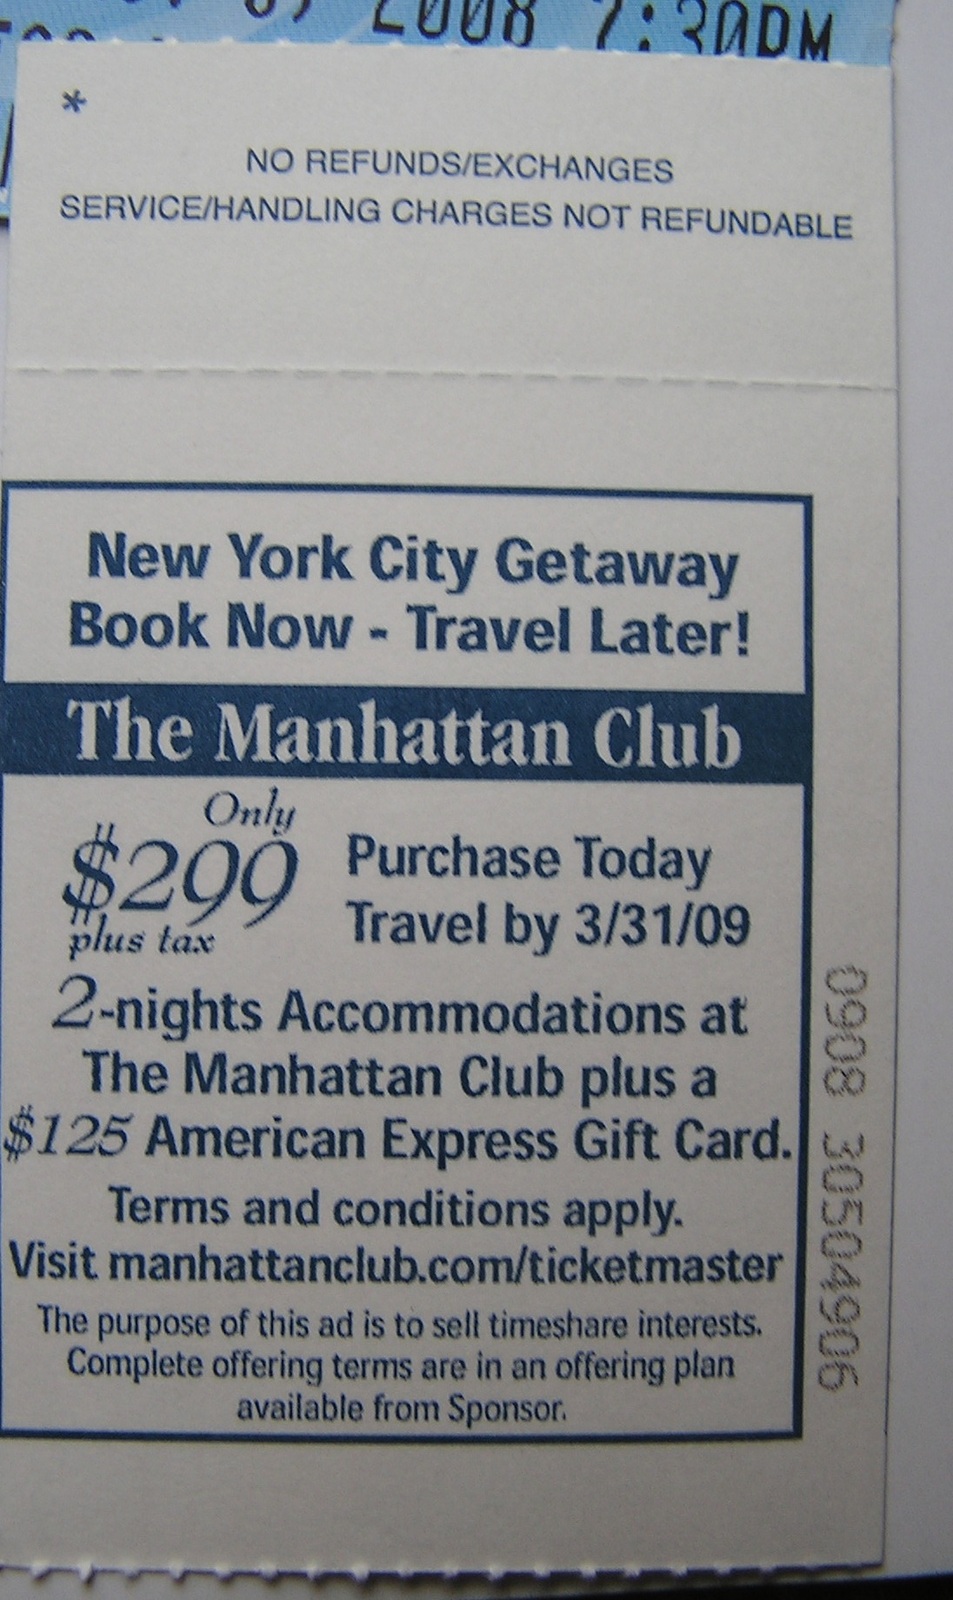 2008 7:30PM
*
NO REFUNDS/EXCHANGES
SERVICE/HANDLING CHARGES NOT REFUNDABLE
New York City Getaway
Book Now - Travel Later!
The Manhattan Club
Only
$299
plus tax
Purchase Today
Travel by 3/31/09
2-nights Accommodations at
The Manhattan Club plus a
$125 American Express Gift Card.
Terms and conditions apply.
Visit manhattanclub.com/ticketmaster
The purpose of this ad is to sell timeshare interests.
Complete offering terms are in an offering plan
available from Sponsor.
0908 30504906